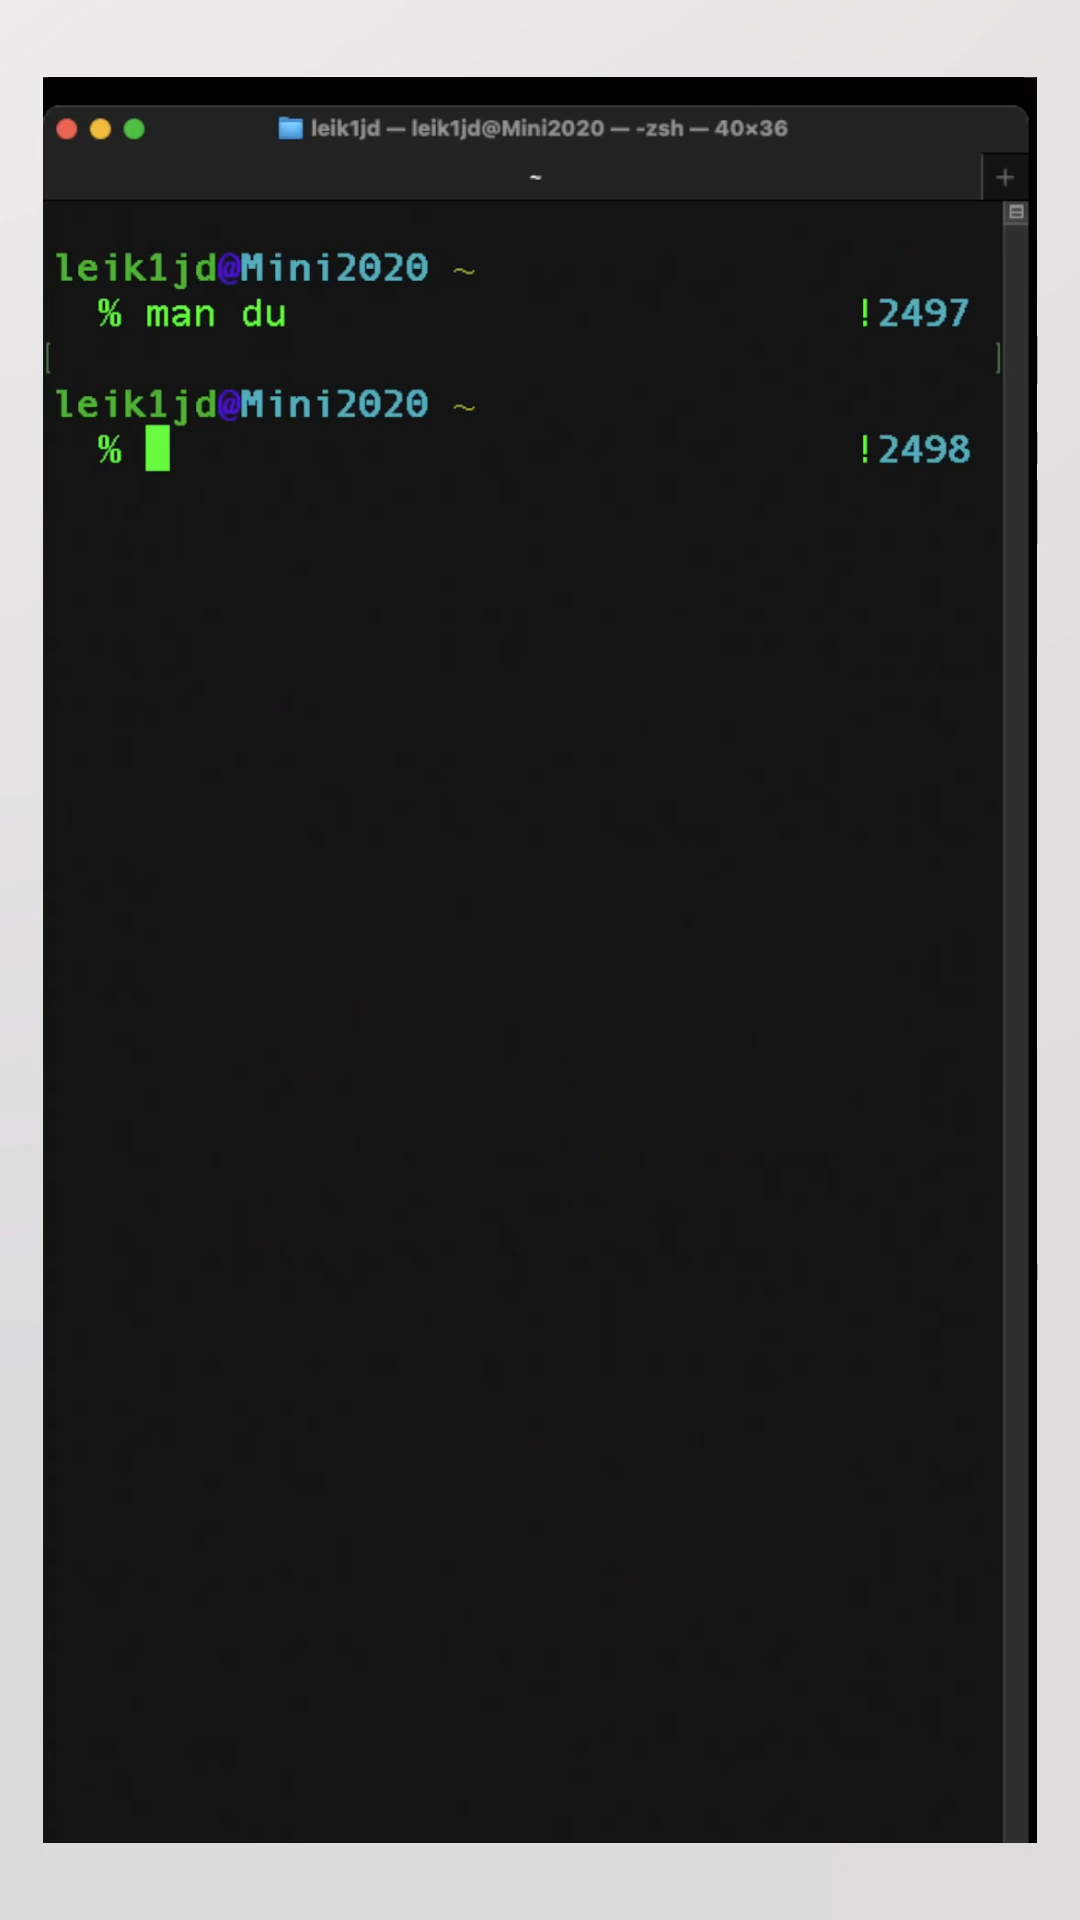 leik1jd — leik1jd@Mini2020 — -zsh — 40×36
~
+
leik1jd@Mini2020 ~
% man du !2497
[ ]
leik1jd@Mini2020 ~
% !2498